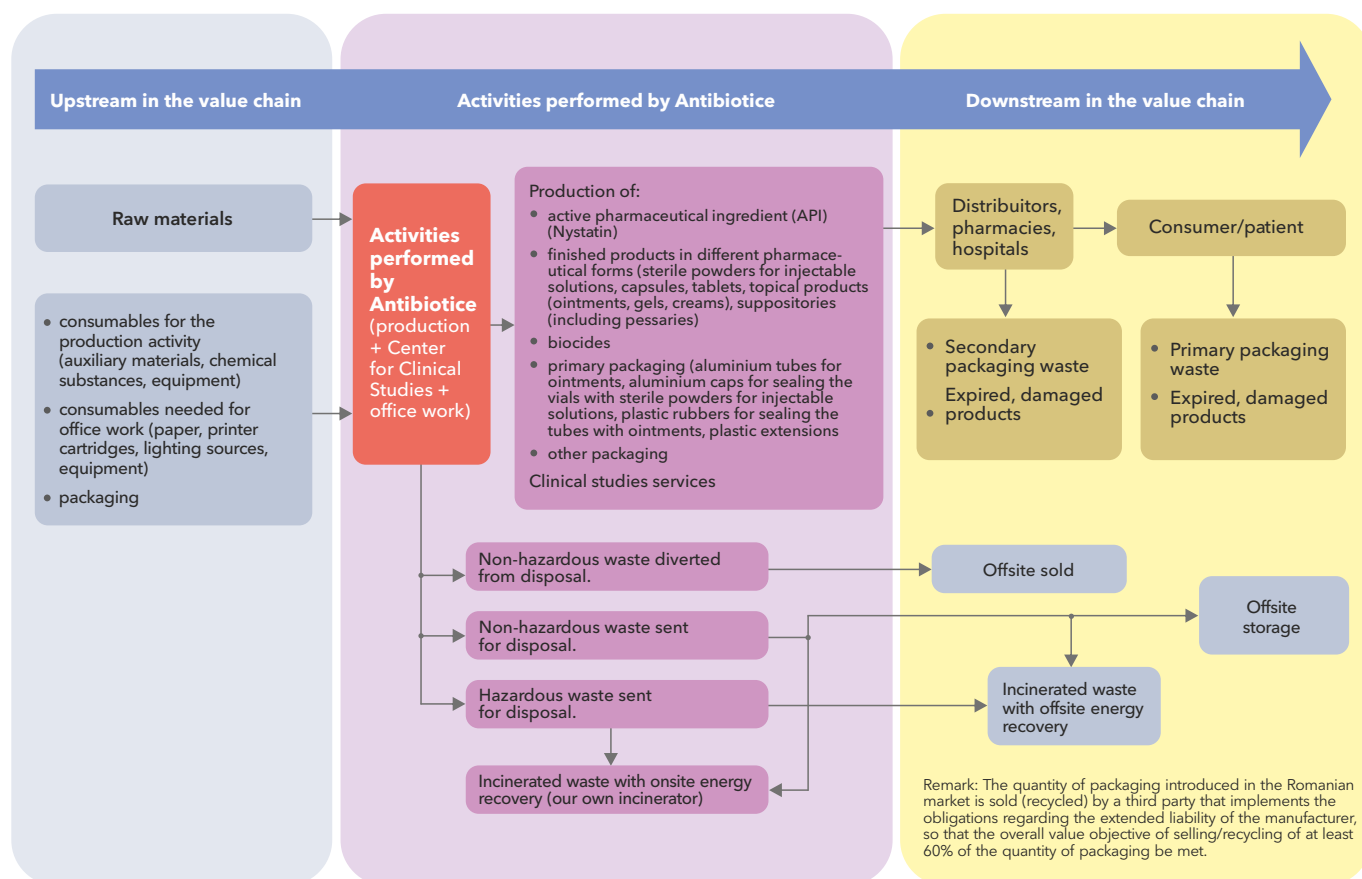 Upstream in the value chain
Activities performed by Antibiotice
Downstream in the value chain
Raw materials
• consumables for the
production activity
(auxiliary materials, chemical
substances, equipment)
• consumables needed for
office work (paper, printer
cartridges, lighting sources,
equipment)
• packaging
Activities
performed
by
Antibiotice
(production
+ Center
for Clinical
Studies +
office work)
Production of:
• active pharmaceutical ingredient (API)
(Nystatin)
• finished products in different pharmace-
utical forms (sterile powders for injectable
solutions, capsules, tablets, topical products
(ointments, gels, creams), suppositories
(including pessaries)
• biocides
• primary packaging (aluminium tubes for
ointments, aluminium caps for sealing the
vials with sterile powders for injectable
solutions, plastic rubbers for sealing the
tubes with ointments, plastic extensions
• other packaging
Clinical studies services
Distribuitors,
pharmacies,
hospitals
Consumer/patient
• Secondary
packaging waste
Expired, damaged
• products
• Primary packaging
waste
• Expired, damaged
products
Non-hazardous waste diverted
from disposal.
Offsite sold
Non-hazardous waste sent
for disposal.
Offsite
storage
Hazardous waste sent
for disposal.
Incinerated waste
with offsite energy
recovery
Incinerated waste with onsite energy
recovery (our own incinerator)
Remark: The quantity of packaging introduced in the Romanian
market is sold (recycled) by a third party that implements the
obligations regarding the extended liability of the manufacturer,
so that the overall value objective of selling/recycling of at least
60% of the quantity of packaging be met.